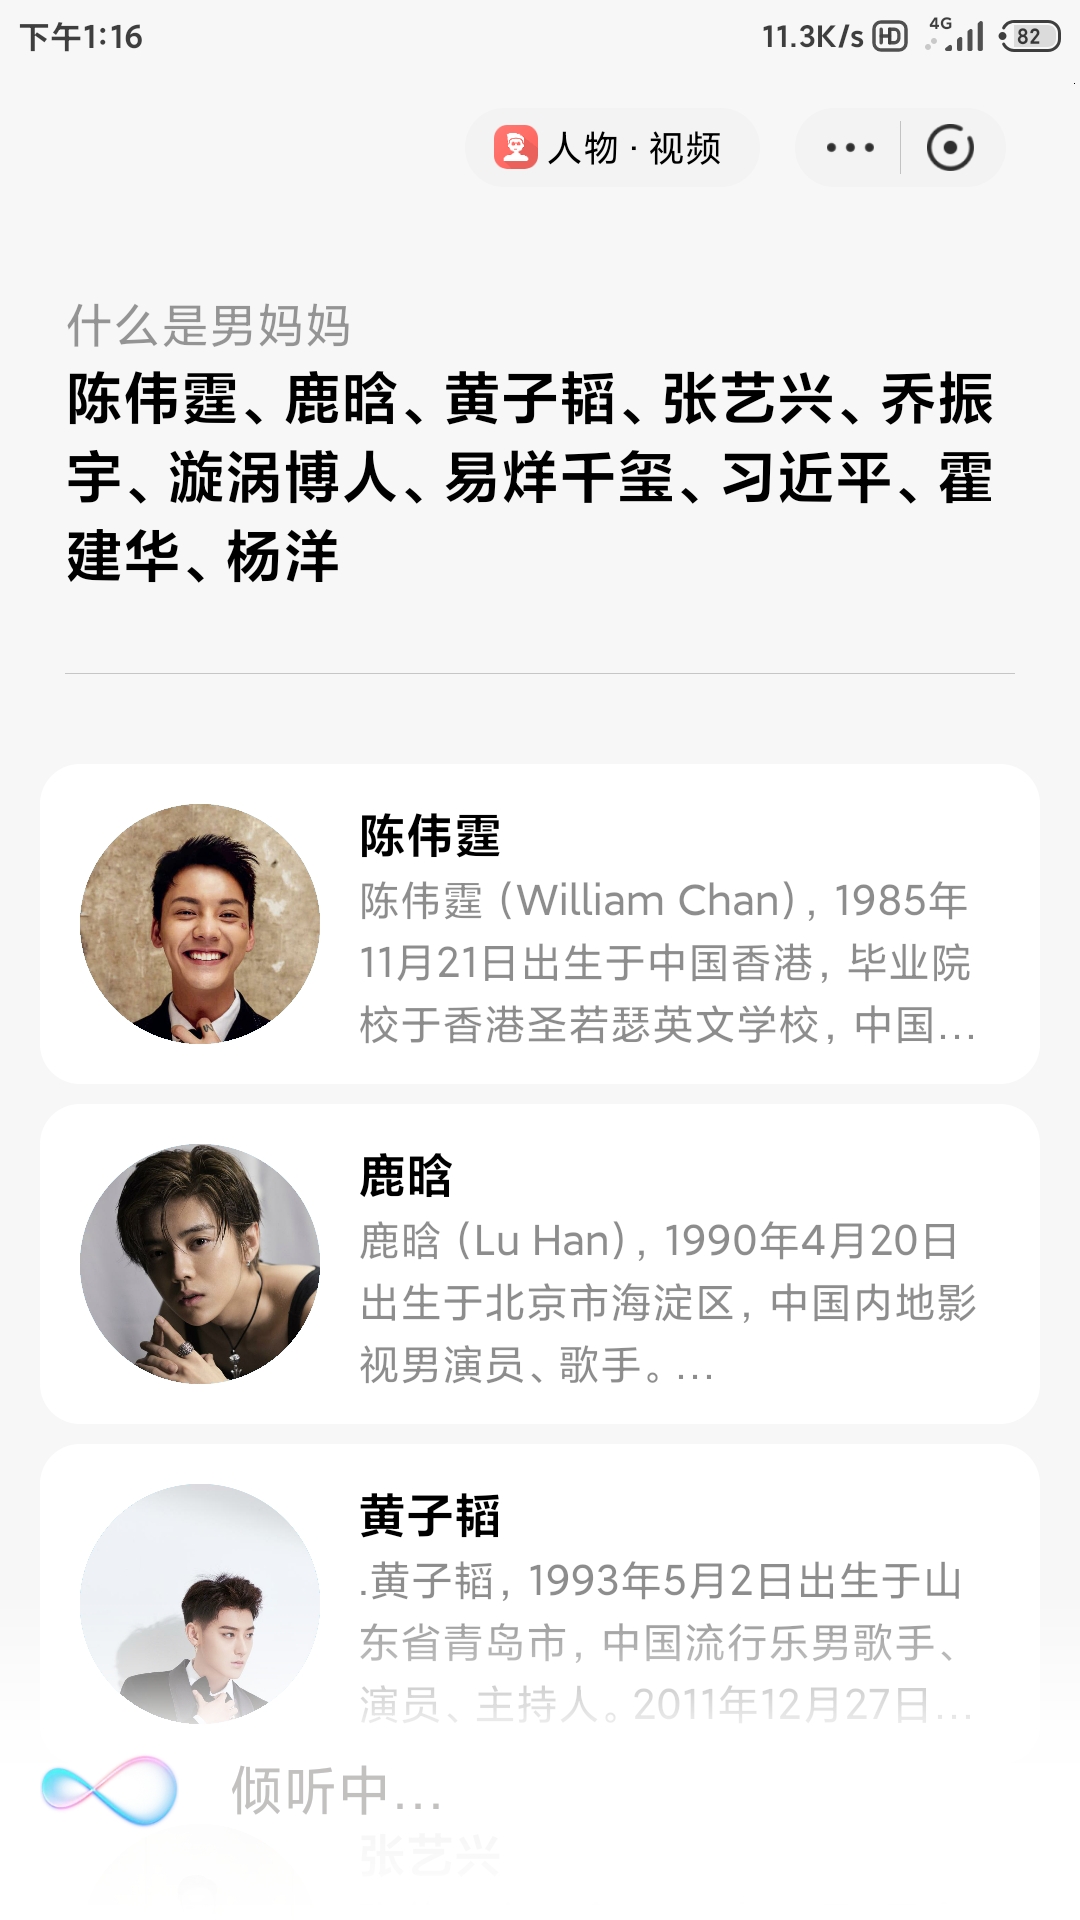 下午1:16
11.3K/s HD 4G 82
人物 · 视频
什么是男妈妈
陈伟霆、鹿晗、黄子韬、张艺兴、乔振
宇、漩涡博人、易烊千玺、习近平、霍
建华、杨洋
陈伟霆
陈伟霆（William Chan），1985年
11月21日出生于中国香港，毕业院
校于香港圣若瑟英文学校，中国...
鹿晗
鹿晗（Lu Han），1990年4月20日
出生于北京市海淀区，中国内地影
视男演员、歌手。...
黄子韬
.黄子韬，1993年5月2日出生于山
东省青岛市，中国流行乐男歌手、
演员、主持人。2011年12月27日...
倾听中...
张艺兴